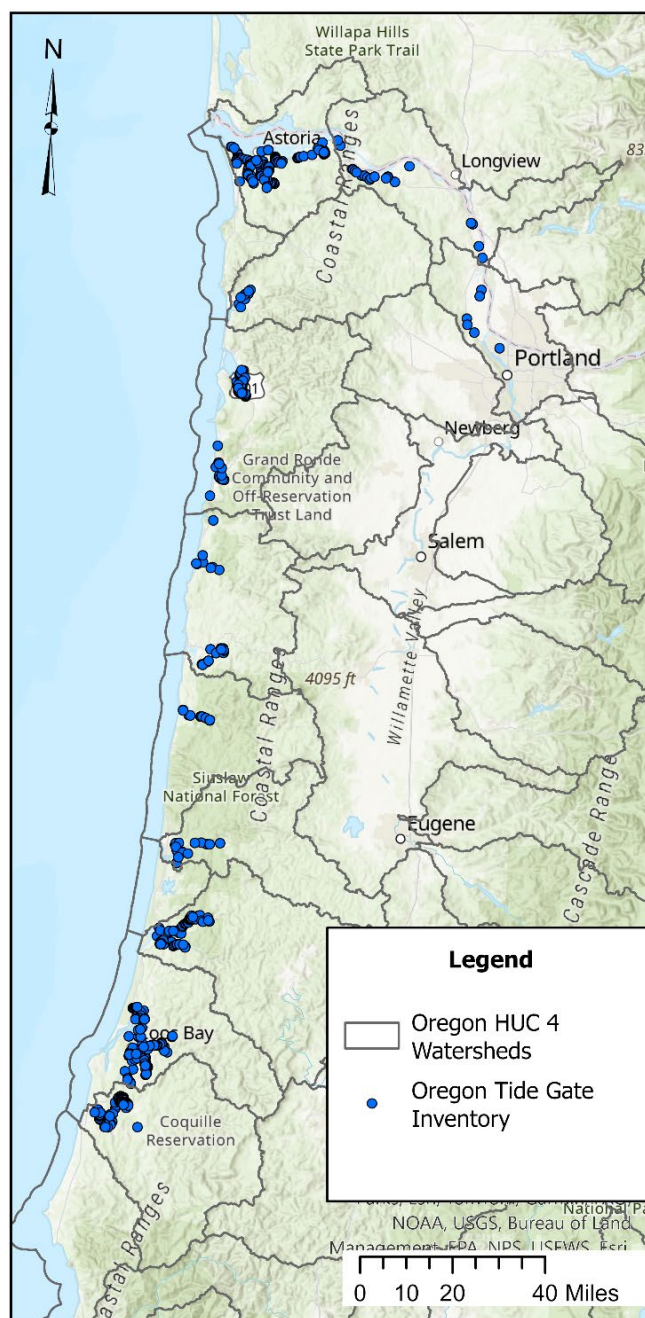 N
Willapa Hills
State Park Trail
Astoria
Longview
Coastal Ranges
Portland
Newberg
Grand Ronde
Community and
Off-Reservation
Trust Land
Salem
Willamette Valley
4095 ft
Coastal Ranges
Siuslaw
National Forest
Eugene
Cascade Range
Legend
Oregon HUC 4
Watersheds
Oregon Tide Gate
Inventory
Bay
Coquille
Reservation
Coastal Ranges
NOAA, USGS, Bureau of Land
Management, EPA, NPS, USFWS, Esri
0 10 20 40 Miles